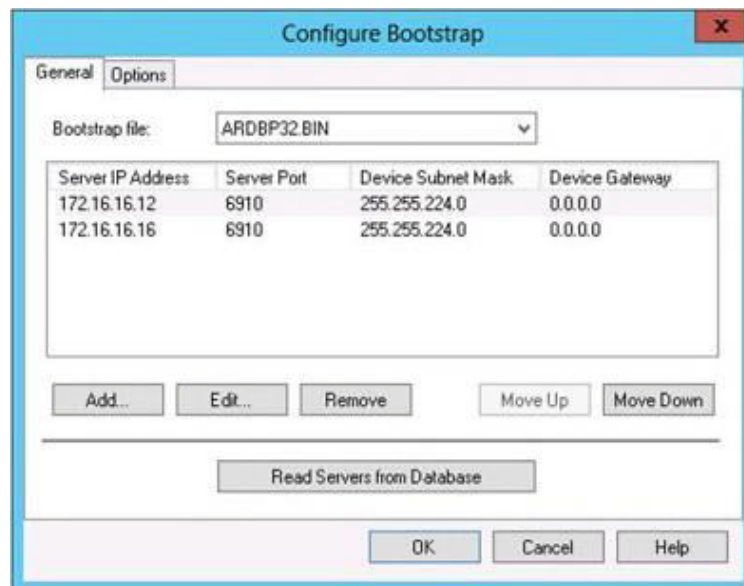 Configure Bootstrap
x
General Options
Bootstrap file: ARDBP32.BIN
Server IP Address Server Port Device Subnet Mask Device Gateway
172.16.16.12 6910 255.255.224.0 0.0.0.0
172.16.16.16 6910 255.255.224.0 0.0.0.0
Add... Edit... Remove Move Up Move Down
Read Servers from Database
OK Cancel Help